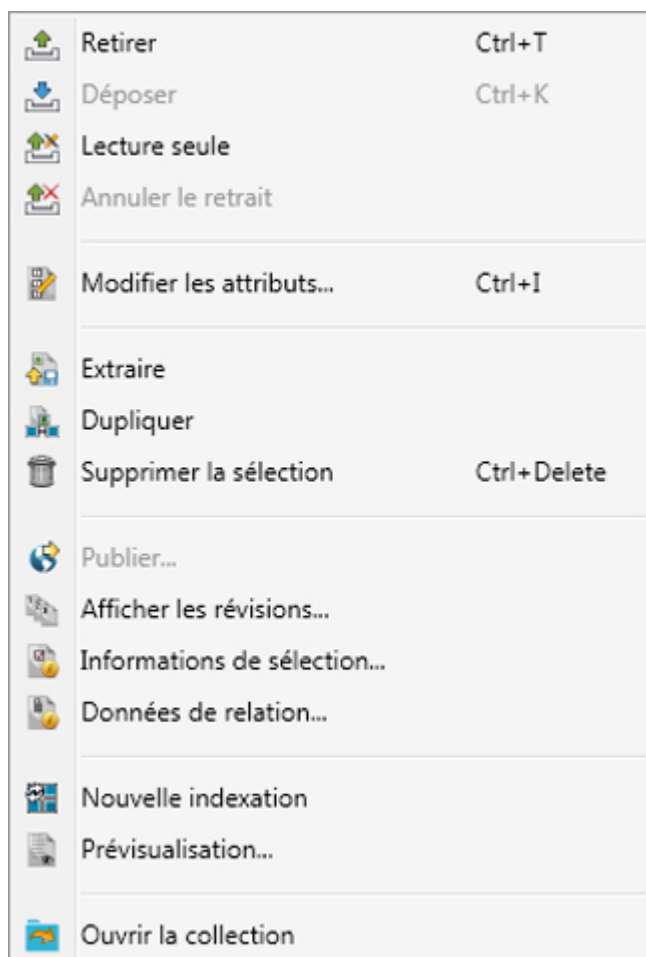 Retirer Ctrl+T
Déposer Ctrl+K
Lecture seule
Annuler le retrait
Modifier les attributs... Ctrl+I
Extraire
Dupliquer
Supprimer la sélection Ctrl+Delete
Publier...
Afficher les révisions...
Informations de sélection...
Données de relation...
Nouvelle indexation
Prévisualisation...
Ouvrir la collection